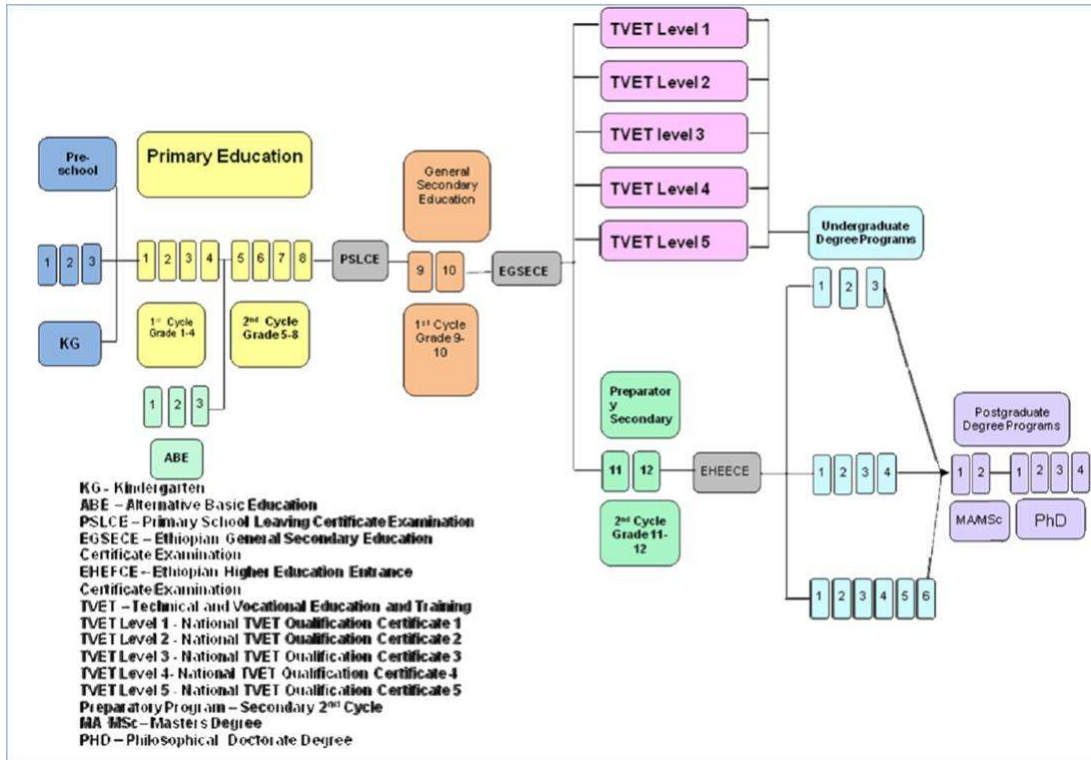 TVET Level 1
TVET Level 2
TVET level 3
TVET Level 4
TVET Level 5
Pre-
school
1 2 3
KG
Primary Education
1 2 3 4
5 6 7 8
1st Cycle
Grade 1-4
2nd Cycle
Grade 5-8
1 2 3
ABE
PSLCE
General
Secondary
Education
9 10
1st Cycle
Grade 9-
10
EGSECE
Preparator
y
Secondary
11 12
2nd Cycle
Grade 11-
12
EHEECE
Undergraduate
Degree Programs
1 2 3
1 2 3 4
1 2 3 4 5 6
Postgraduate
Degree Programs
1 2
1 2 3 4
MA/MSc
PhD
KG - Kindergarten
ABE – Alternative Basic Education
PSLCE – Primary School Leaving Certificate Examination
EGSECE – Ethiopian General Secondary Education
Certificate Examination
EHEECE – Ethiopian Higher Education Entrance
Certificate Examination
TVET – Technical and Vocational Education and Training
TVET Level 1 - National TVET Qualification Certificate 1
TVET Level 2 - National TVET Qualification Certificate 2
TVET Level 3 - National TVET Qualification Certificate 3
TVET Level 4- National TVET Qualification Certificate 4
TVET Level 5 - National TVET Qualification Certificate 5
Preparatory Program – Secondary 2nd Cycle
MA MSc – Masters Degree
PHD – Philosophical Doctorate Degree